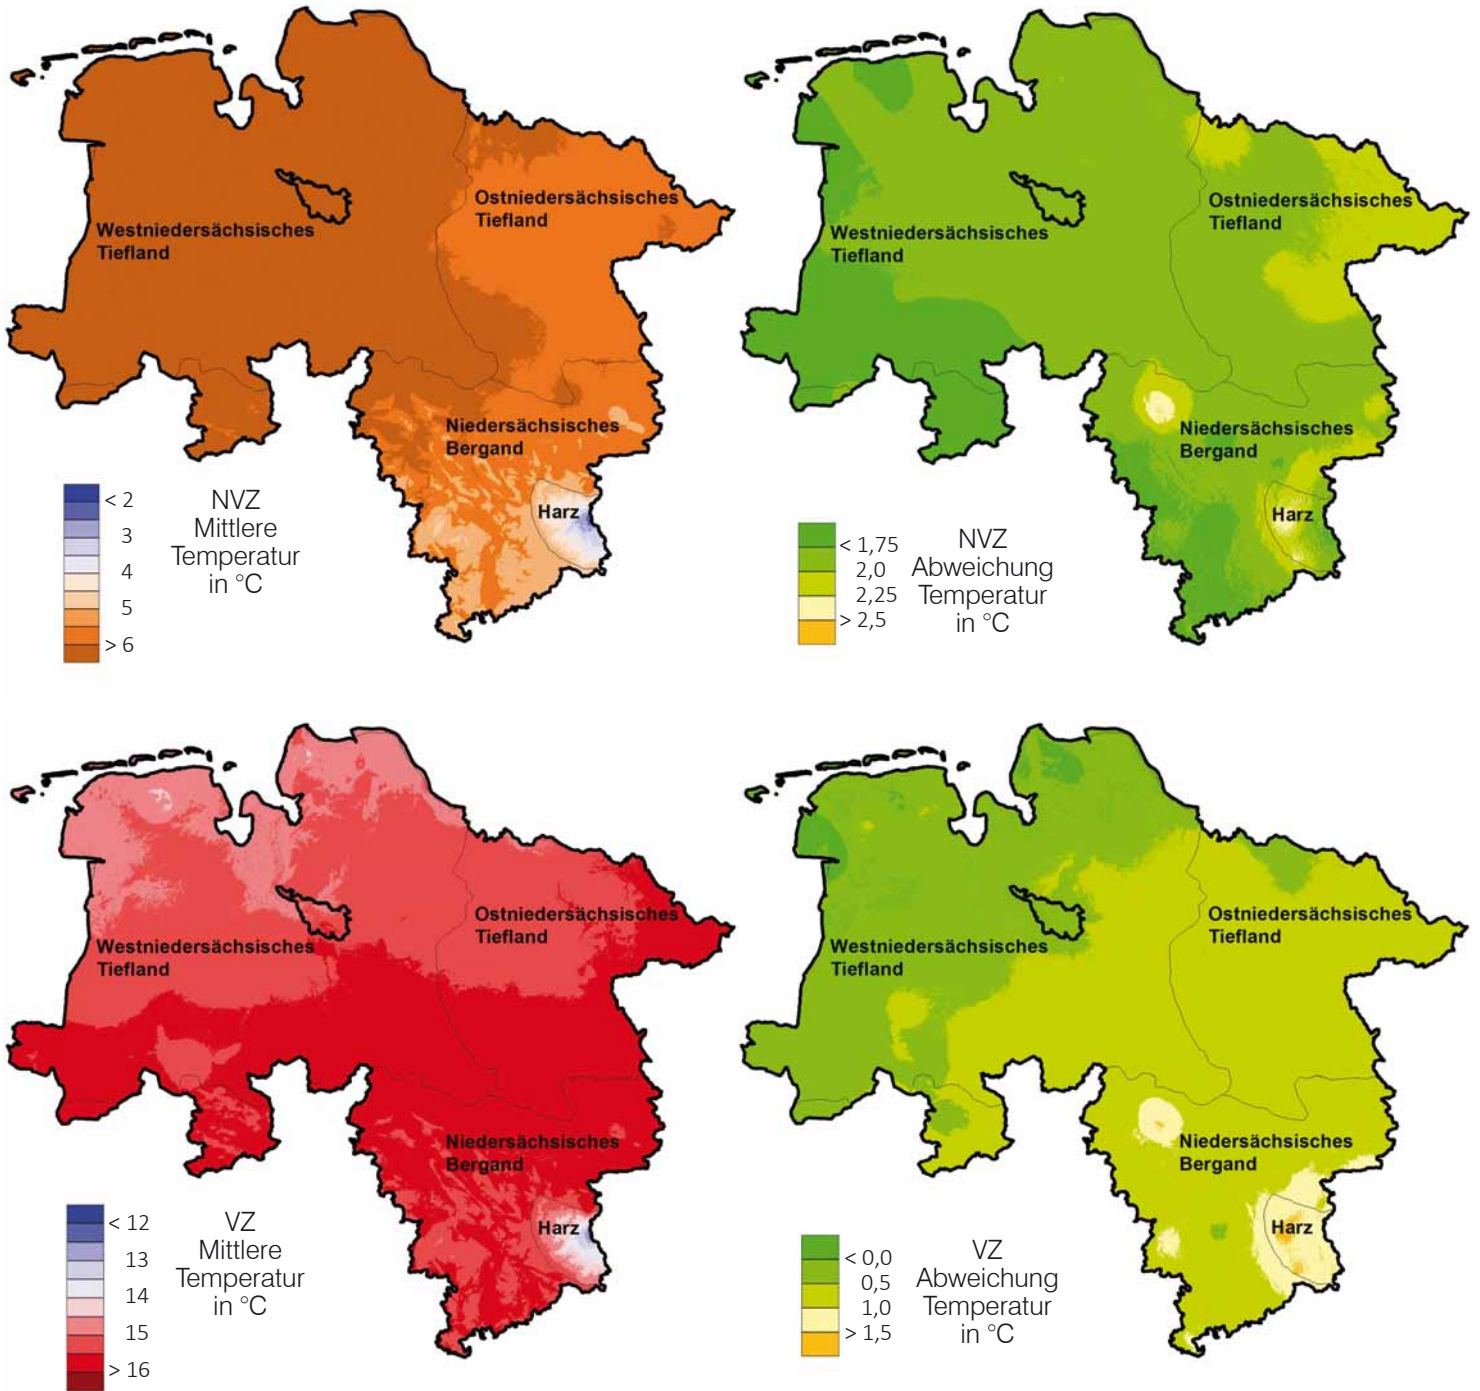 Westniedersächsisches
Tiefland
Ostniedersächsisches
Tiefland
Niedersächsisches
Bergand
Harz
< 2
3
4
5
> 6
NVZ
Mittlere
Temperatur
in °C
Westniedersächsisches
Tiefland
Ostniedersächsisches
Tiefland
Niedersächsisches
Bergand
Harz
< 1,75
2,0
2,25
> 2,5
NVZ
Abweichung
Temperatur
in °C
Westniedersächsisches
Tiefland
Ostniedersächsisches
Tiefland
Niedersächsisches
Bergand
Harz
< 12
13
14
15
> 16
VZ
Mittlere
Temperatur
in °C
Westniedersächsisches
Tiefland
Ostniedersächsisches
Tiefland
Niedersächsisches
Bergand
Harz
< 0,0
0,5
1,0
> 1,5
VZ
Abweichung
Temperatur
in °C